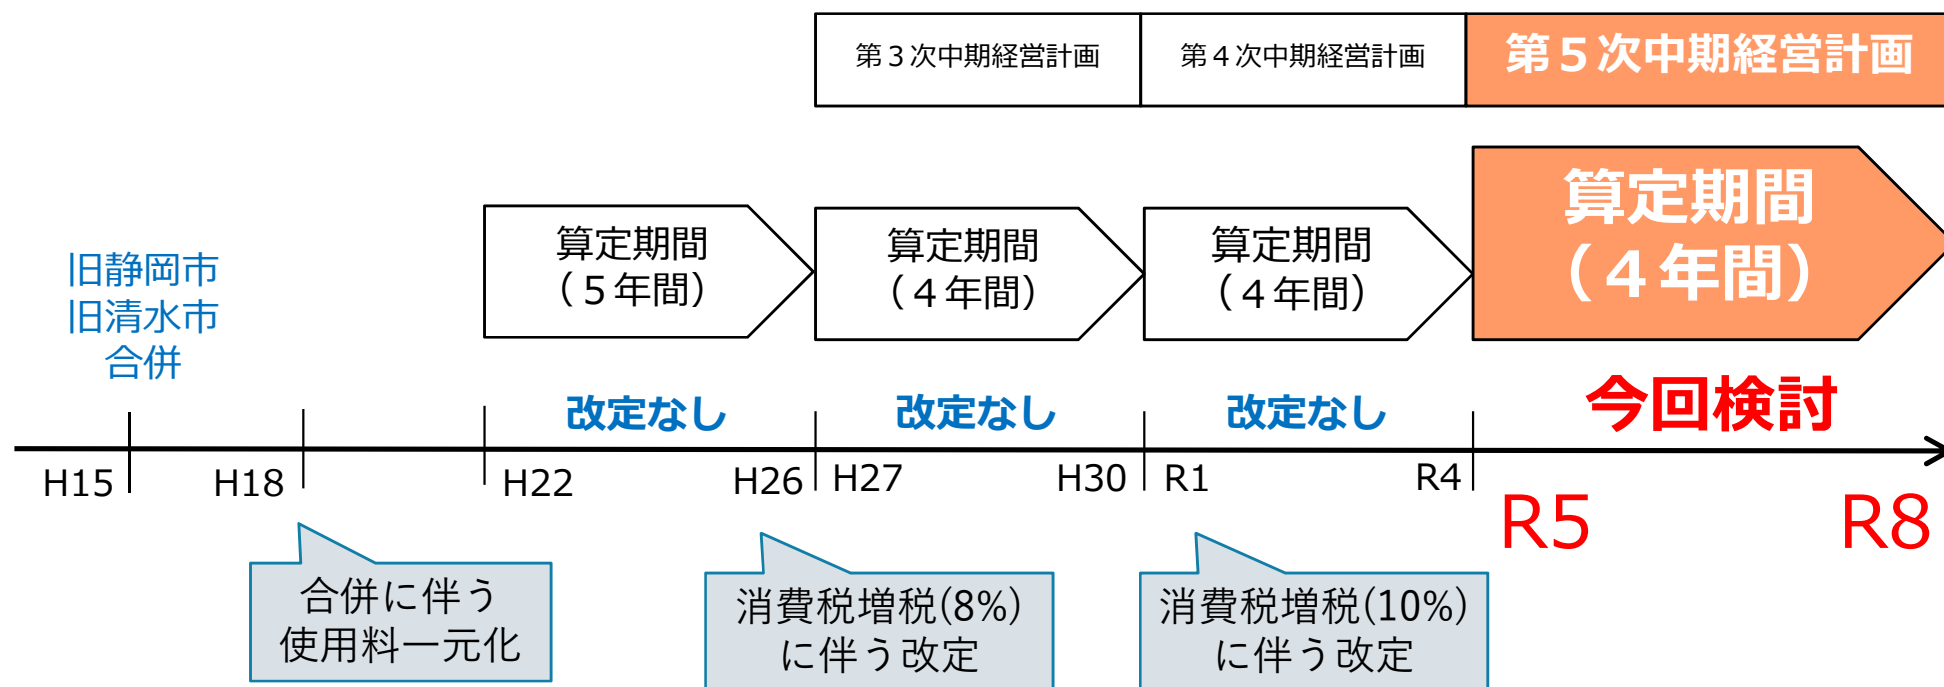 第３次中期経営計画
第４次中期経営計画
第５次中期経営計画
算定期間
（５年間）
算定期間
（４年間）
算定期間
（４年間）
算定期間
（４年間）
旧静岡市
旧清水市
合併
改定なし
改定なし
改定なし
今回検討
H15
H18
H22
H26
H27
H30
R1
R4
R5
R8
合併に伴う
使用料一元化
消費税増税(8%)
に伴う改定
消費税増税(10%)
に伴う改定